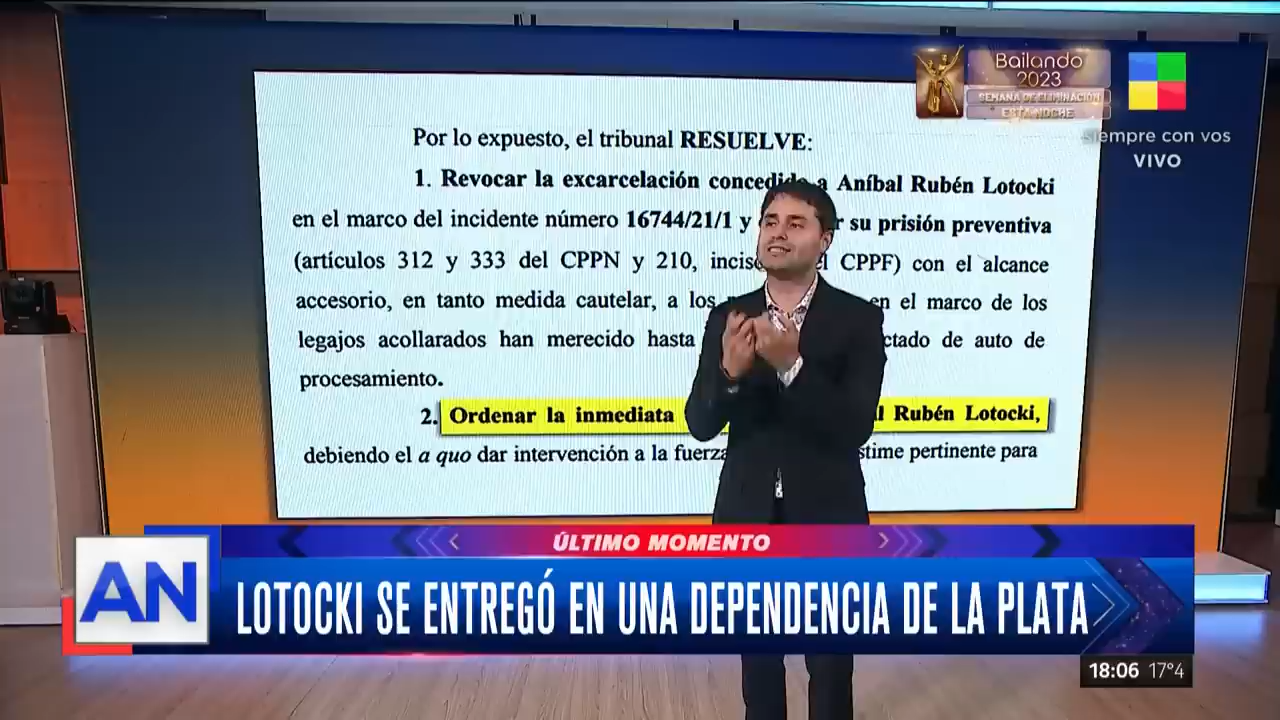 Bailando
2023
SEMANA DE ELIMINACIÓN
ESTA NOCHE
siempre con vos
VIVO
Por lo expuesto, el tribunal RESUELVE:
1. Revocar la excarcelación concedida a Aníbal Rubén Lotocki
en el marco del incidente número 16744/21/1 y su prisión preventiva
(artículos 312 y 333 del CPPN y 210, CPPF) con el alcance
accesorio, en tanto medida cautelar, a los en el marco de los
legajos acollarados han merecido hasta de auto de
procesamiento.
2. Ordenar la inmediata Rubén Lotocki,
debiendo el a quo dar intervención a la pertinente para
ÚLTIMO MOMENTO
AN
LOTOCKI SE ENTREGÓ EN UNA DEPENDENCIA DE LA PLATA
18:06 17°4